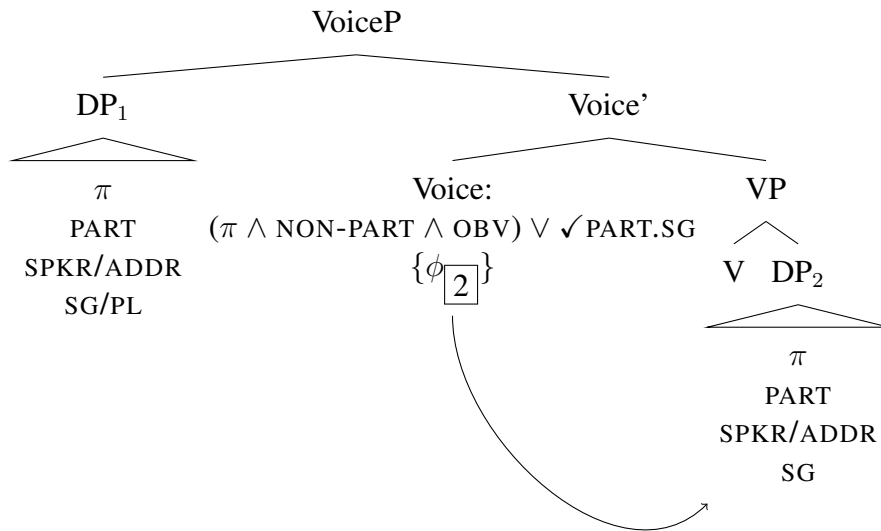 VoiceP
DP₁ Voice’
π Voice: VP
PART (π ∧ NON-PART ∧ OBV) ∨ ✓PART.SG
SPKR/ADDR {ϕ 2 } V DP₂
SG/PL
π
PART
SPKR/ADDR
SG